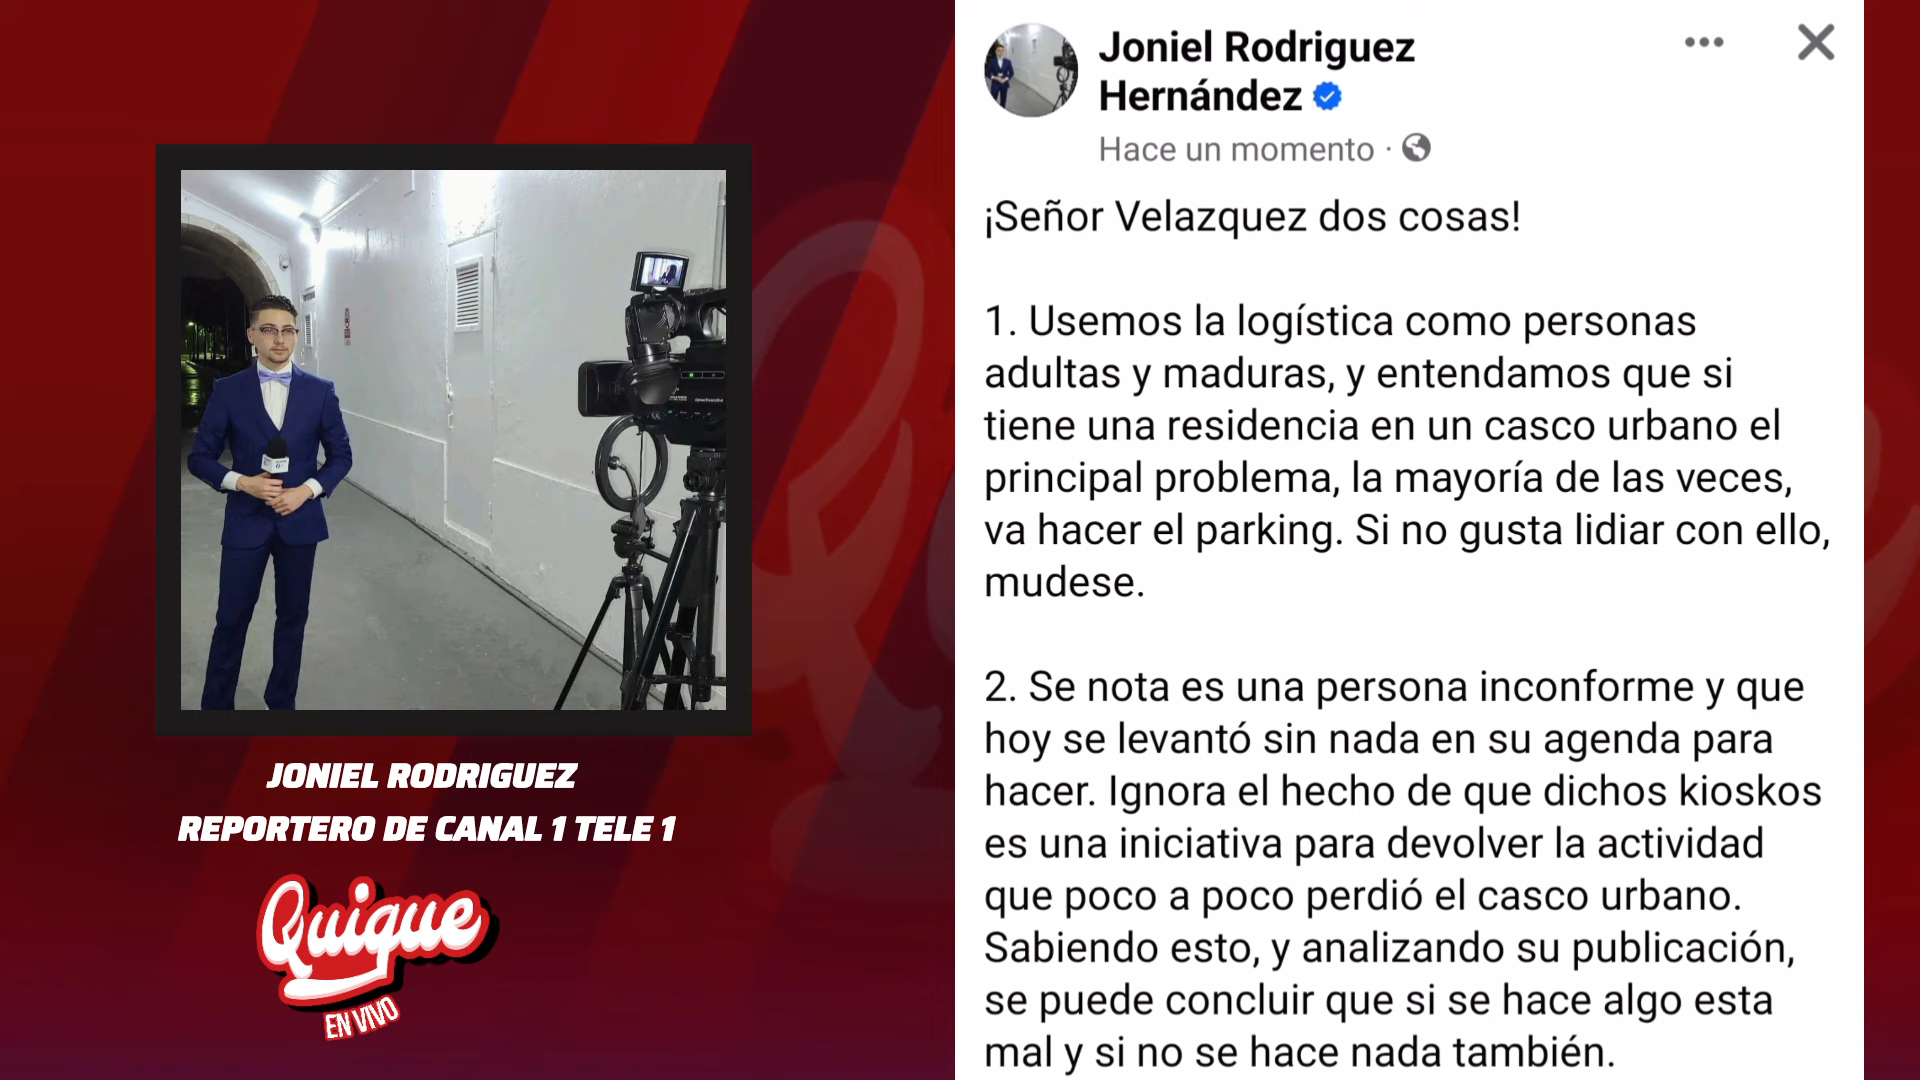 JONIEL RODRIGUEZ
REPORTERO DE CANAL 1 TELE 1
Quique
EN VIVO
Joniel Rodriguez
Hernández
Hace un momento ·
¡Señor Velazquez dos cosas!
1. Usemos la logística como personas
adultas y maduras, y entendamos que si
tiene una residencia en un casco urbano el
principal problema, la mayoría de las veces,
va hacer el parking. Si no gusta lidiar con ello,
mudese.
2. Se nota es una persona inconforme y que
hoy se levantó sin nada en su agenda para
hacer. Ignora el hecho de que dichos kioskos
es una iniciativa para devolver la actividad
que poco a poco perdió el casco urbano.
Sabiendo esto, y analizando su publicación,
se puede concluir que si se hace algo esta
mal y si no se hace nada también.